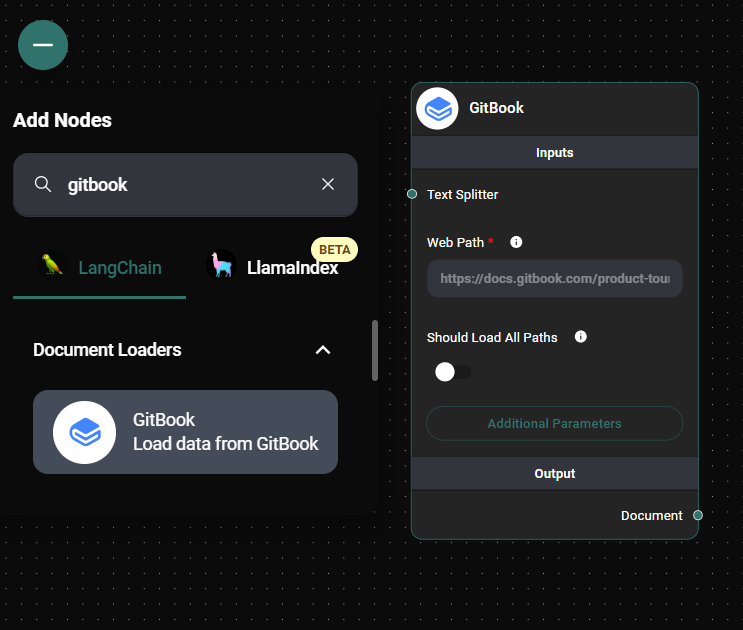 Add Nodes
gitbook
LangChain
LlamaIndex
BETA
Document Loaders
GitBook
Load data from GitBook
GitBook
Inputs
Text Splitter
Web Path *
https://docs.gitbook.com/product-tour
Should Load All Paths
Additional Parameters
Output
Document